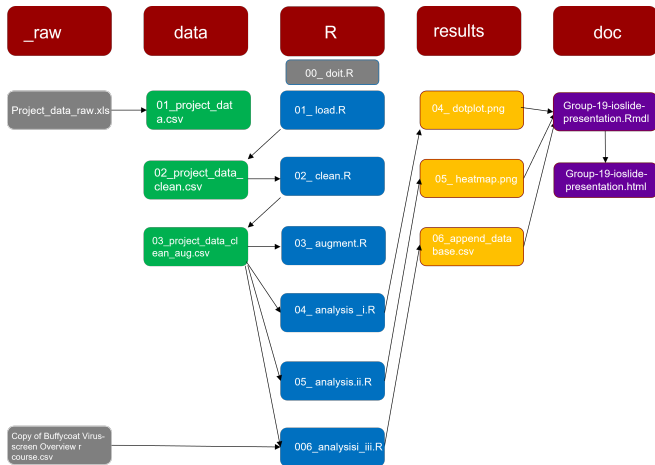 _raw
data
R
results
doc
00_ doit.R
Project_data_raw.xls
01_project_dat
a.csv
01_ load.R
04_ dotplot.png
Group-19-ioslide-
presentation.Rmdl
02_project_data_
clean.csv
02_ clean.R
05_ heatmap.png
Group-19-ioslide-
presentation.html
03_project_data_cl
ean_aug.csv
03_ augment.R
06_append_data
base.csv
04_ analysis _i.R
05_ analysis.ii.R
Copy of Buffycoat Virus-
screen Overview r
course.csv
006_analysisi_iii.R